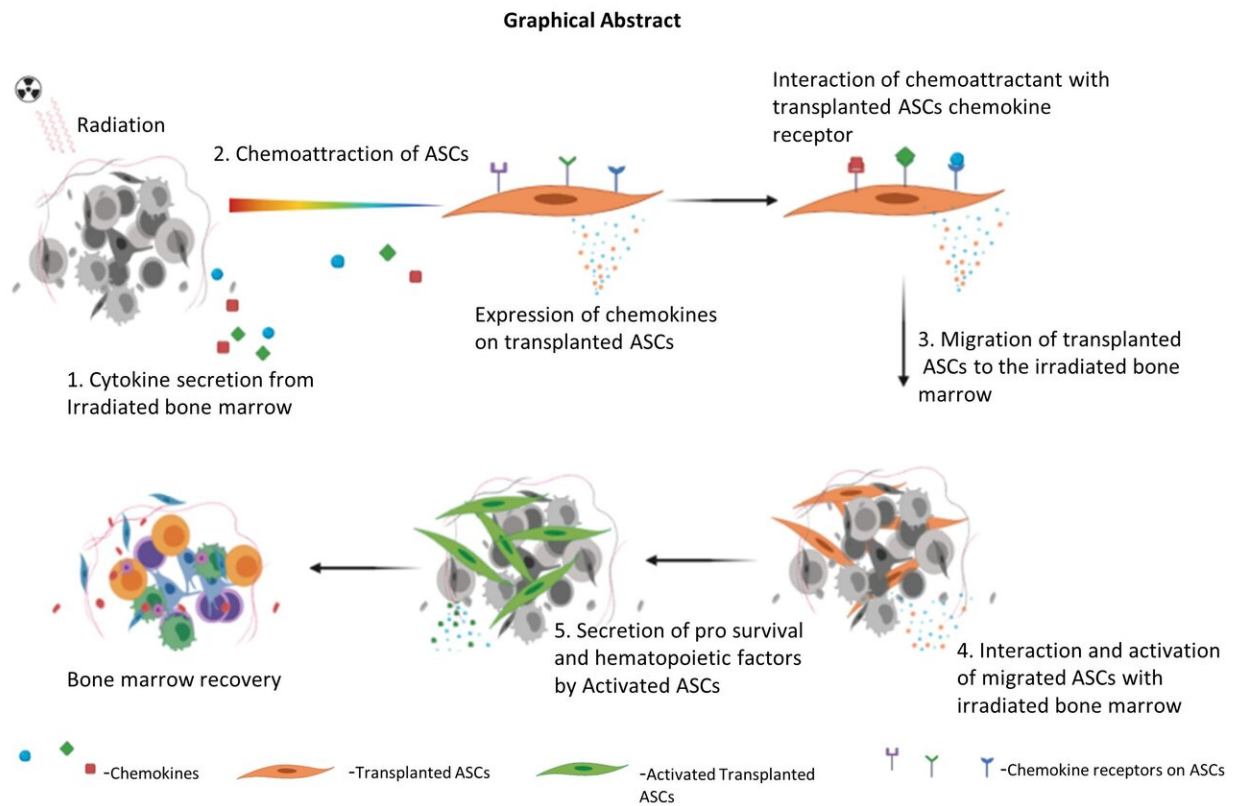 Graphical Abstract
Radiation
2. Chemoattraction of ASCs
Interaction of chemoattractant with
transplanted ASCs chemokine
receptor
Expression of chemokines
on transplanted ASCs
1. Cytokine secretion from
Irradiated bone marrow
3. Migration of transplanted
ASCs to the irradiated bone
marrow
4. Interaction and activation
of migrated ASCs with
irradiated bone marrow
5. Secretion of pro survival
and hematopoietic factors
by Activated ASCs
Bone marrow recovery
-Chemokines
-Transplanted ASCs
-Activated Transplanted
ASCs
-Chemokine receptors on ASCs